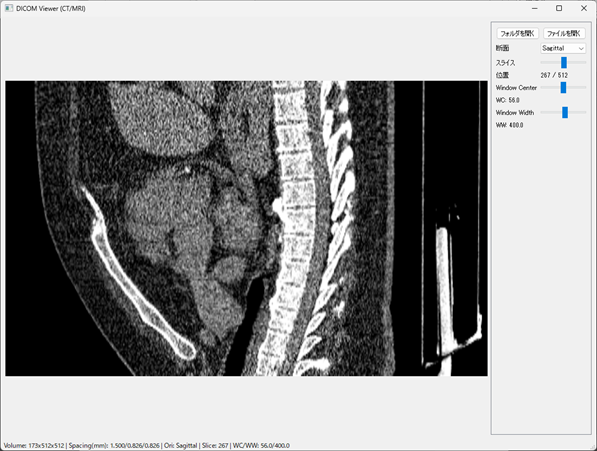 DICOM Viewer (CT/MRI)
フォルダを開く ファイルを開く
断面 Sagittal
スライス
位置 267 / 512
Window Center
WC: 56.0
Window Width
WW: 400.0
Volume: 173x512x512 | Spacing(mm): 1.500/0.826/0.826 | Ori: Sagittal | Slice: 267 | WC/WW: 56.0/400.0